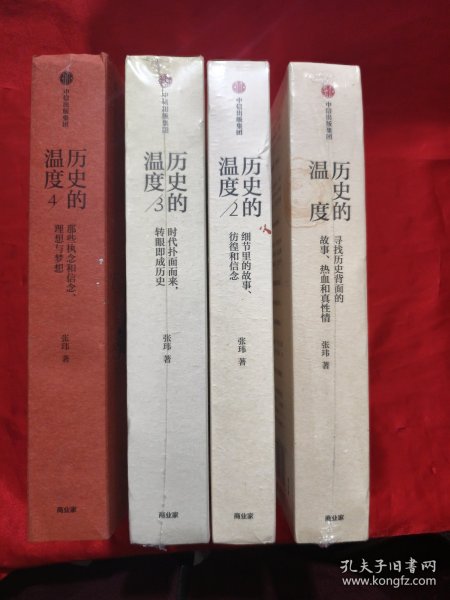 中信出版集团
历史的
温度 4
那些执念和信念、
理想与梦想
张玮 著
中信出版集团
历史的
温度/3
时代扑面而来，
转眼即成历史
张玮 著
商业家
中信出版集团
历史的
温度/2
细节里的故事、
彷徨和信念
张玮 著
商业家
中信出版集团
历史的
温度
寻找历史背面的
故事、热血和真性情
张玮 著
商业家
商业家
孔夫子旧书网
www.kongfz.com